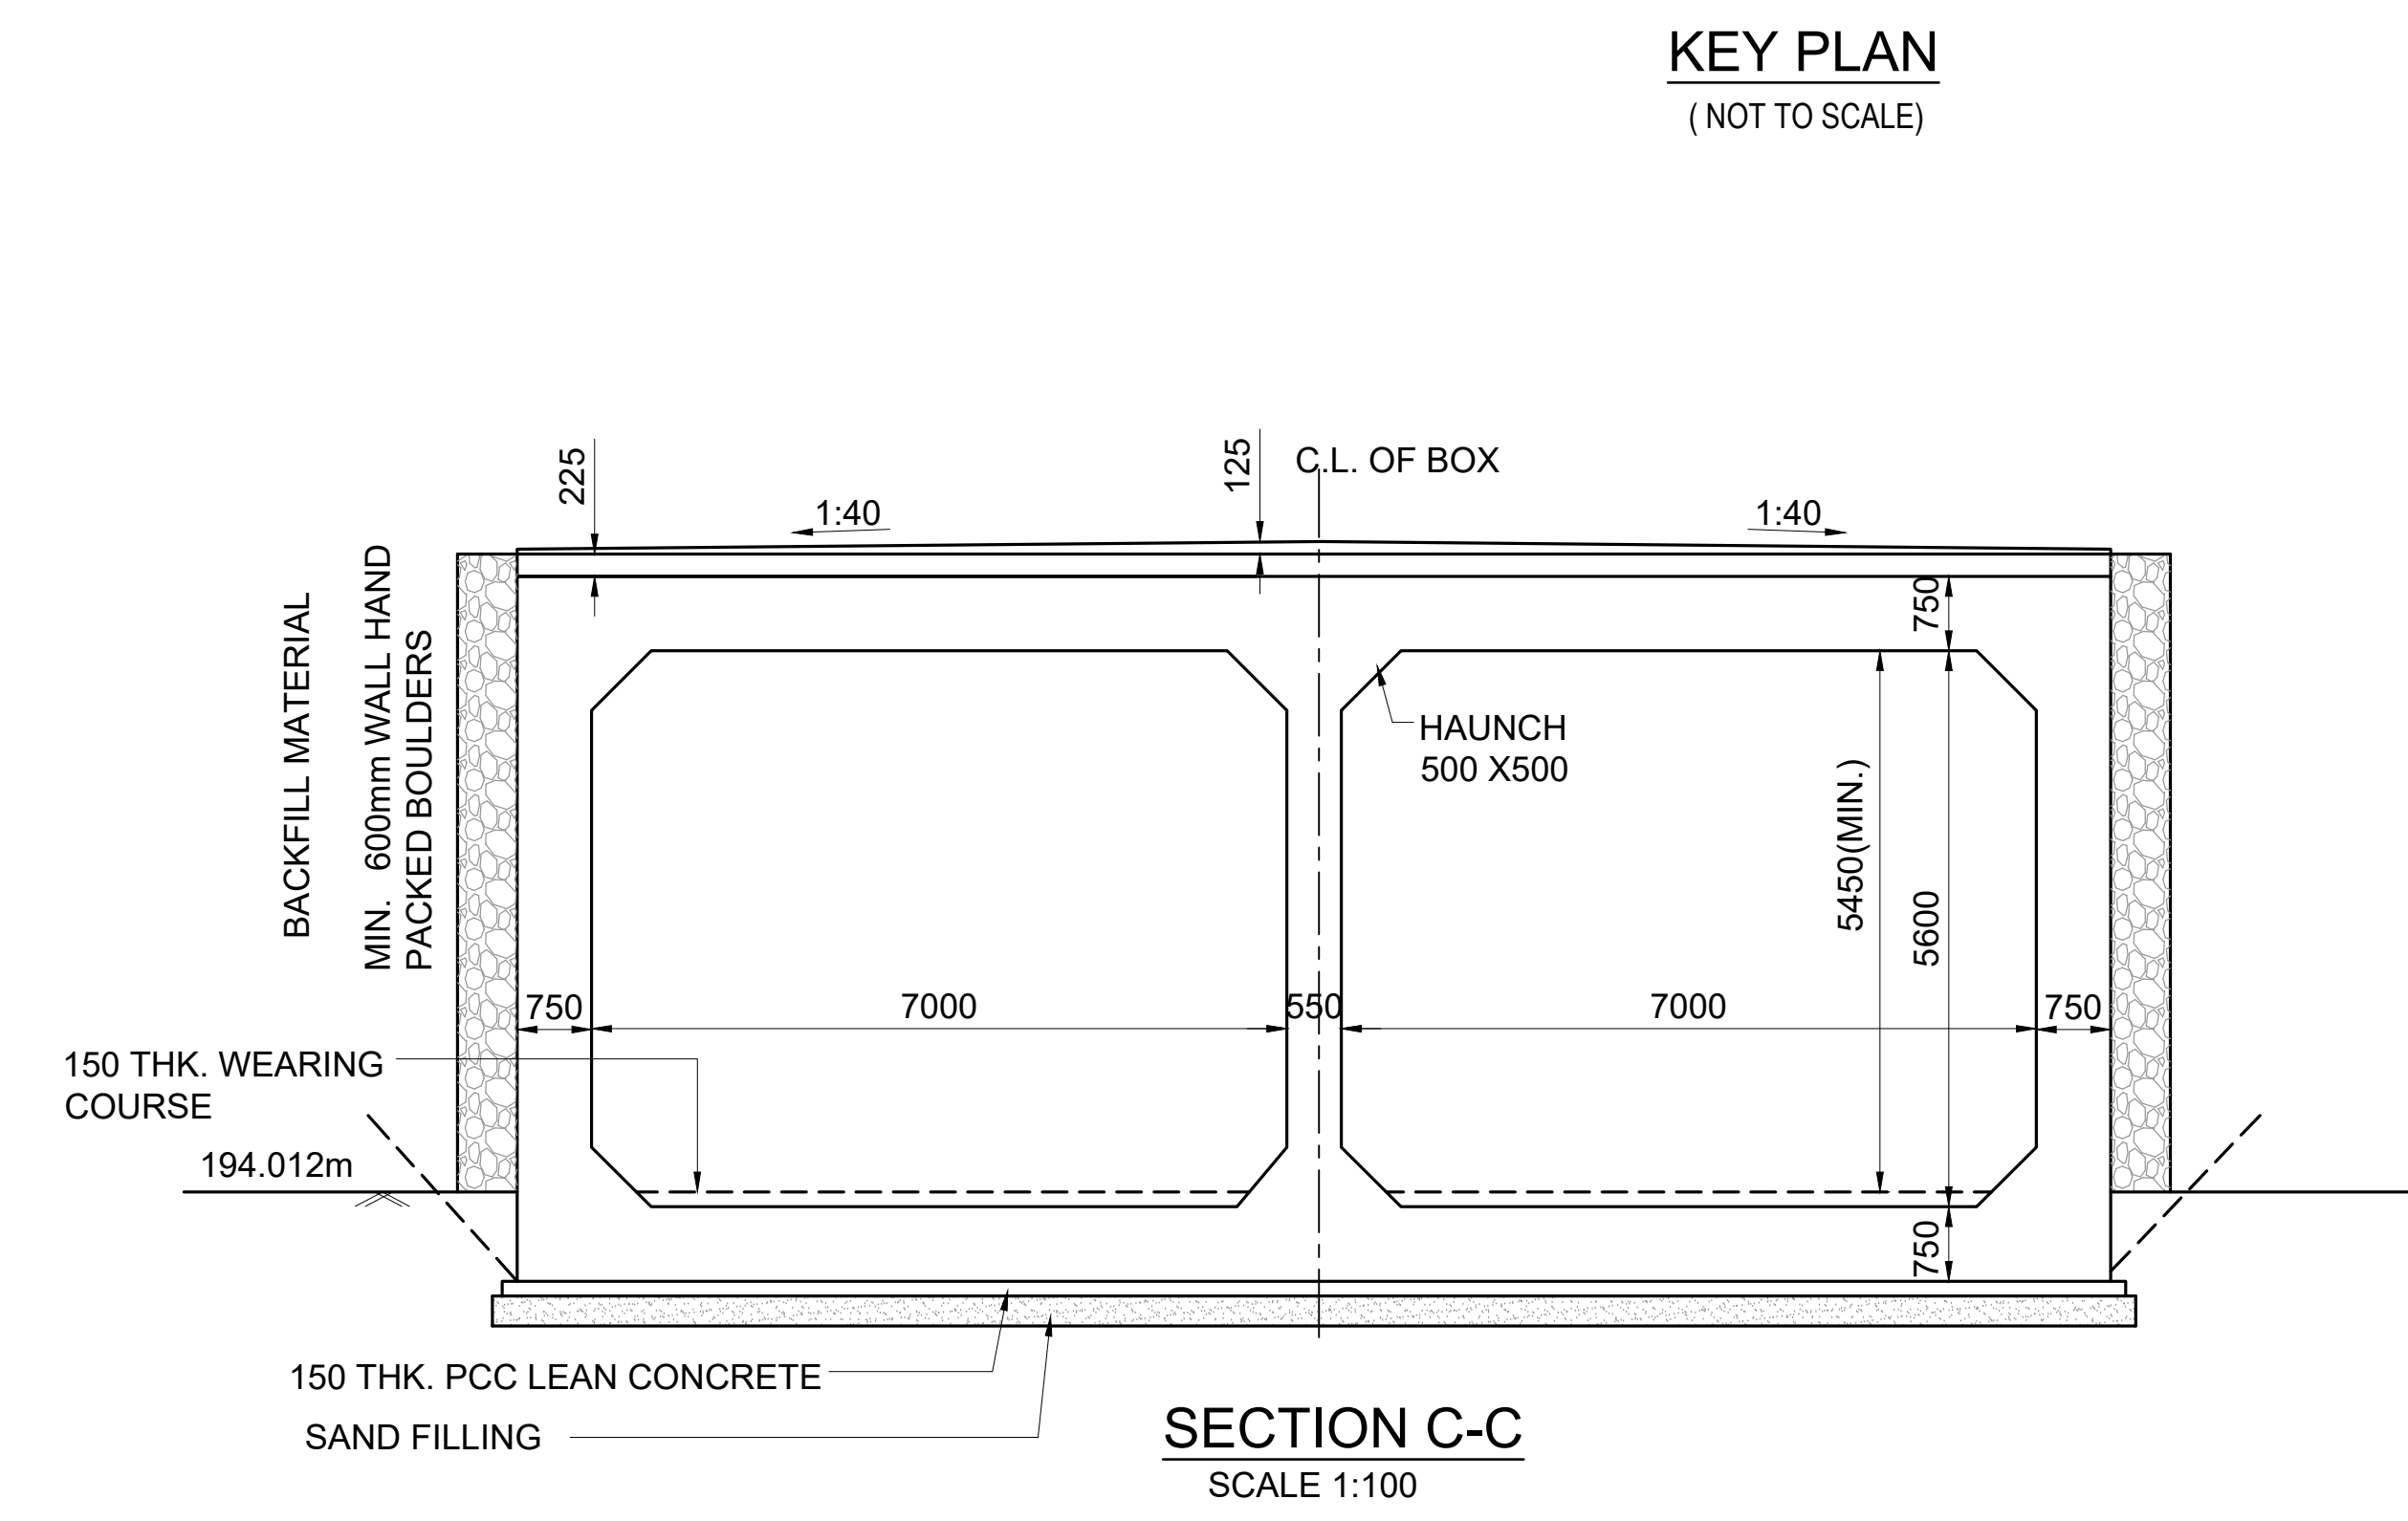 KEY PLAN
( NOT TO SCALE)
225
125
C.L. OF BOX
1:40
1:40
BACKFILL MATERIAL
MIN. 600mm WALL HAND
PACKED BOULDERS
750
HAUNCH
500 X500
5450(MIN.)
5600
750
7000
550
7000
750
150 THK. WEARING
COURSE
194.012m
750
150 THK. PCC LEAN CONCRETE
SAND FILLING
SECTION C-C
SCALE 1:100